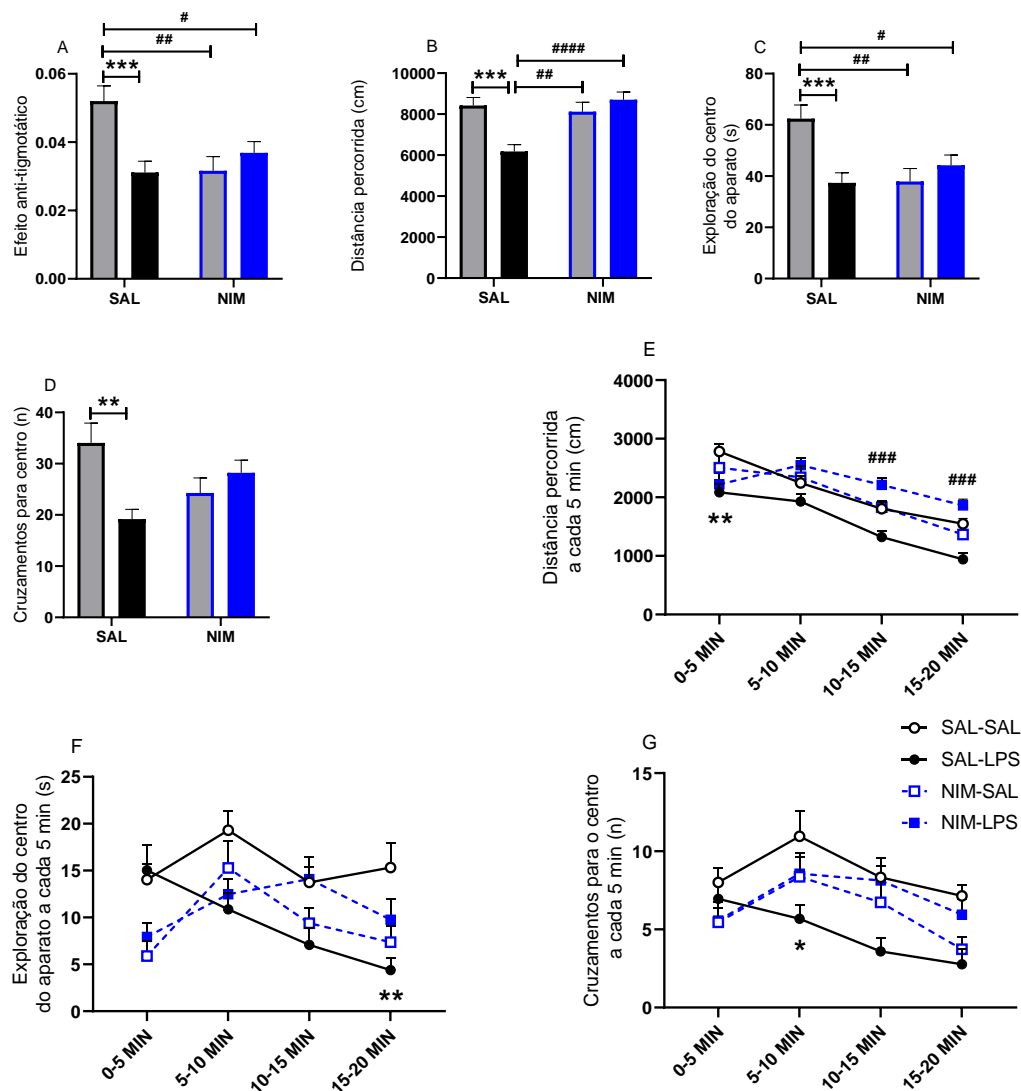 A
#
##
***
Efeito anti-tigmotático
0.06
0.04
0.02
0.00
SAL
NIM
B
####
***
##
Distância percorrida (cm)
10000
8000
6000
4000
2000
0
SAL
NIM
C
#
##
***
Exploração do centro
do aparato (s)
80
60
40
20
0
SAL
NIM
D
**
Cruzamentos para centro (n)
40
30
20
10
0
SAL
NIM
E
Distância percorrida
a cada 5 min (cm)
4000
3000
2000
1000
0
###
###
**
0-5 MIN
5-10 MIN
10-15 MIN
15-20 MIN
F
Exploração do centro
do aparato a cada 5 min (s)
25
20
15
10
5
0
**
0-5 MIN
5-10 MIN
10-15 MIN
15-20 MIN
G
Cruzamentos para o centro
a cada 5 min (n)
15
10
5
0
*
0-5 MIN
5-10 MIN
10-15 MIN
15-20 MIN
SAL-SAL
SAL-LPS
NIM-SAL
NIM-LPS